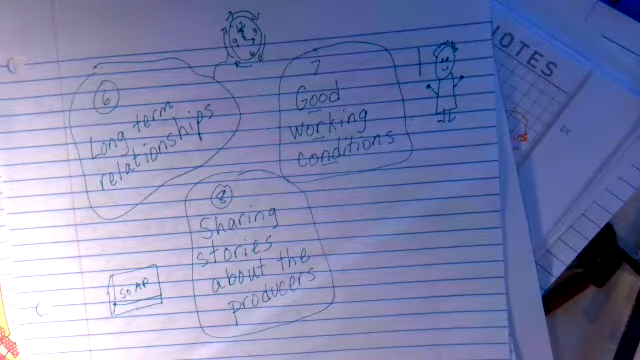 6
Long term
relationships
7
Good
working
conditions
8
Sharing
stories
about the
producers
SOAP
NOTES